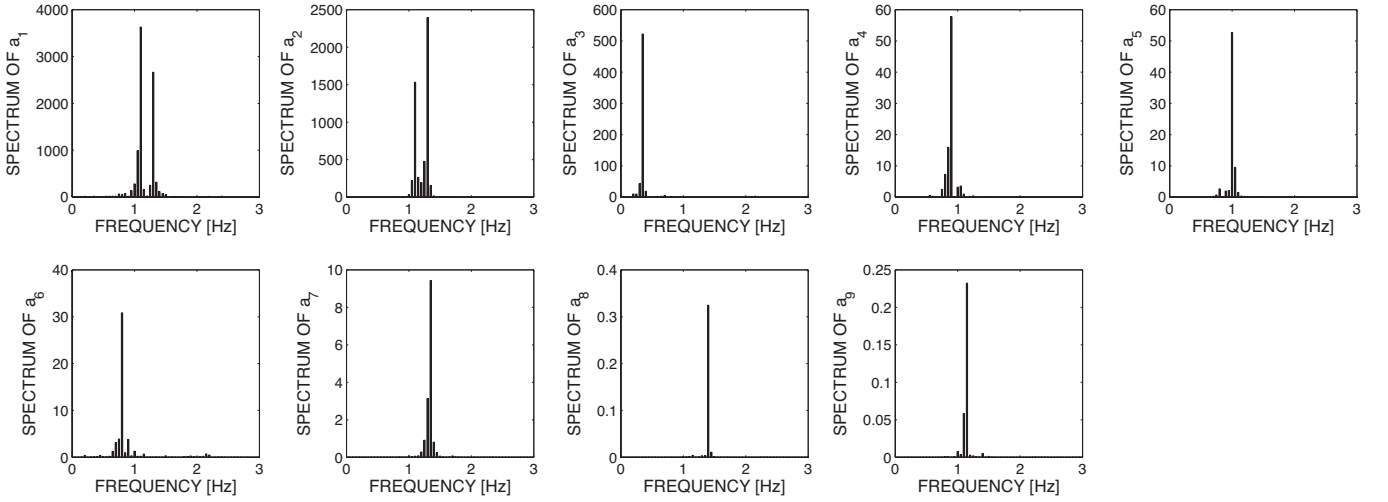 SPECTRUM OF a1
4000
3000
2000
1000
0
0 1 2 3
FREQUENCY [Hz]
SPECTRUM OF a2
2500
2000
1500
1000
500
0
0 1 2 3
FREQUENCY [Hz]
SPECTRUM OF a3
600
500
400
300
200
100
0
0 1 2 3
FREQUENCY [Hz]
SPECTRUM OF a4
60
50
40
30
20
10
0
0 1 2 3
FREQUENCY [Hz]
SPECTRUM OF a5
60
50
40
30
20
10
0
0 1 2 3
FREQUENCY [Hz]
SPECTRUM OF a6
40
30
20
10
0
0 1 2 3
FREQUENCY [Hz]
SPECTRUM OF a7
10
8
6
4
2
0
0 1 2 3
FREQUENCY [Hz]
SPECTRUM OF a8
0.4
0.3
0.2
0.1
0
0 1 2 3
FREQUENCY [Hz]
SPECTRUM OF a9
0.25
0.2
0.15
0.1
0.05
0
0 1 2 3
FREQUENCY [Hz]